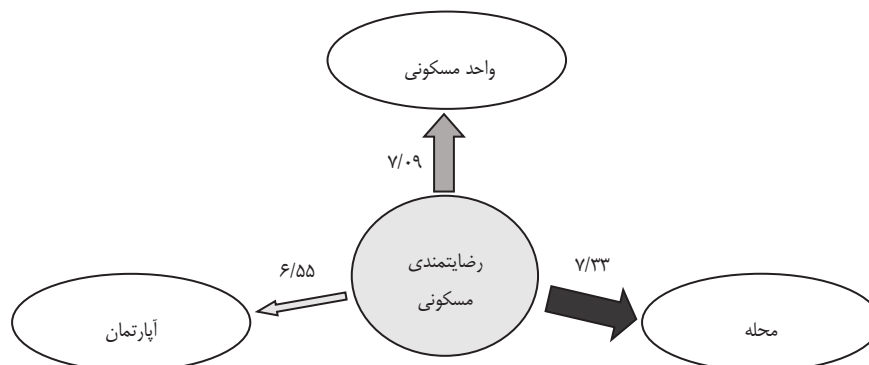 واحد مسکونی
۷/۰۹
رضایتمندی
مسکونی
۷/۳۳
۶/۵۵
محله
آپارتمان